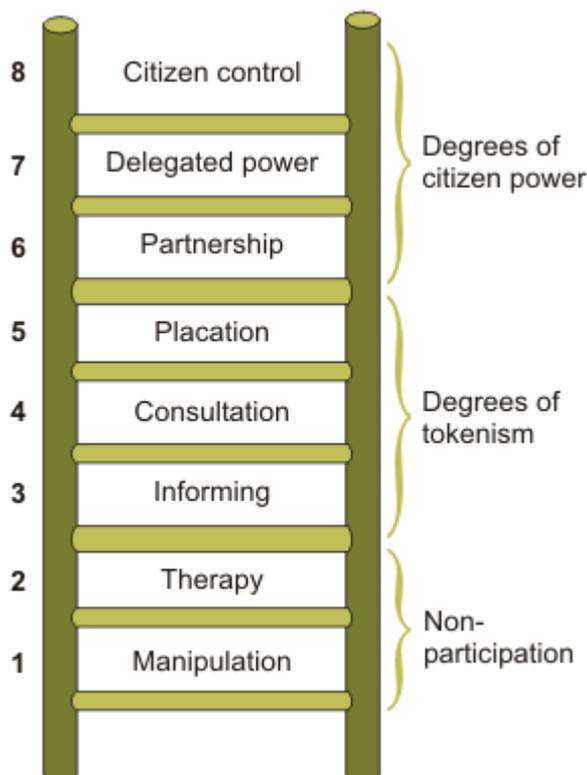 8 Citizen control
7 Delegated power
Degrees of
citizen power
6 Partnership
5 Placation
4 Consultation
Degrees of
tokenism
3 Informing
2 Therapy
Non-
participation
1 Manipulation